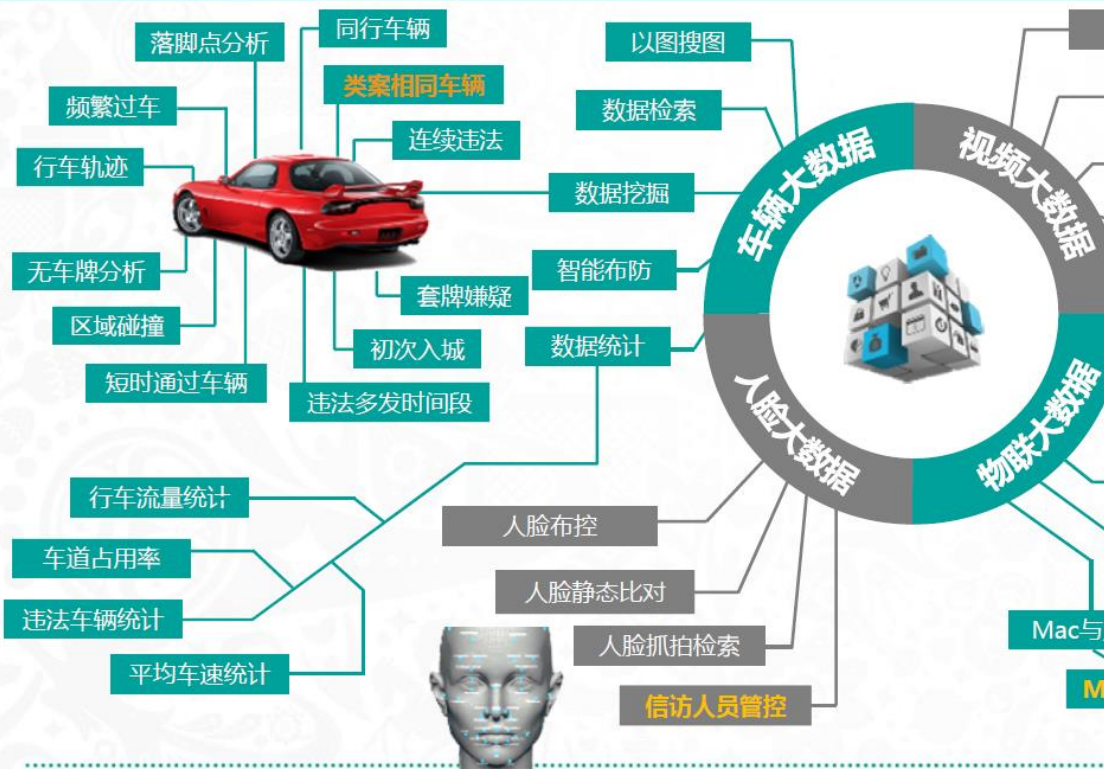 落脚点分析
同行车辆
类案相同车辆
频繁过车
连续违法
行车轨迹
无车牌分析
套牌嫌疑
区域碰撞
初次入城
短时通过车辆
违法多发时间段
以图搜图
数据检索
数据挖掘
智能布防
数据统计
车辆大数据
视频大数据
人脸大数据
物联大数据
行车流量统计
车道占用率
违法车辆统计
平均车速统计
人脸布控
人脸静态比对
人脸抓拍检索
信访人员管控
Mac与
M